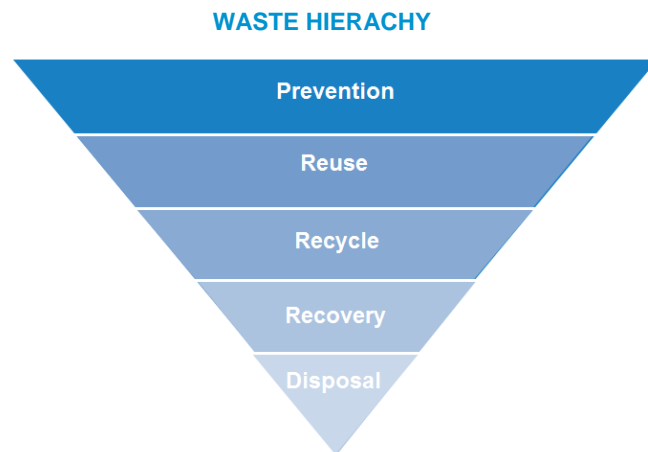 WASTE HIERACHY
Prevention
Reuse
Recycle
Recovery
Disposal